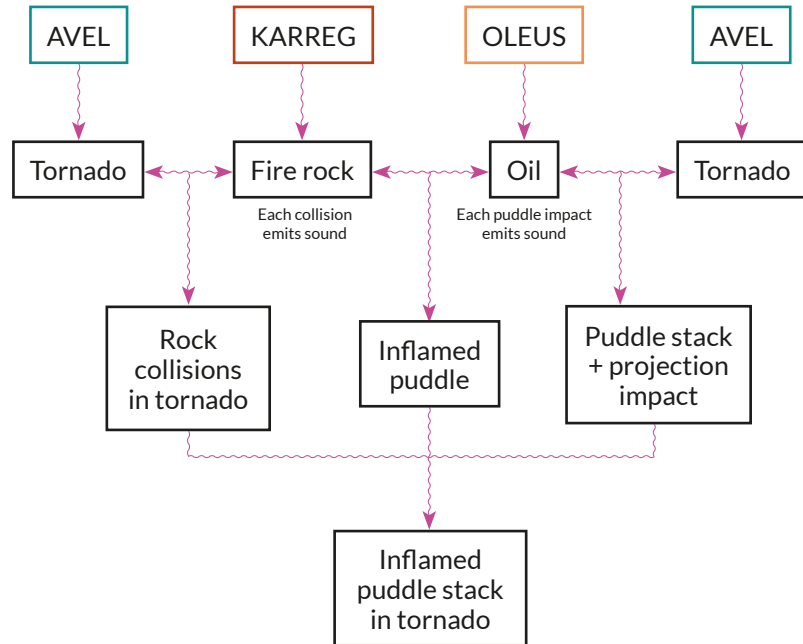 AVEL
KARREG
OLEUS
AVEL
Tornado
Fire rock
Oil
Tornado
Each collision
emits sound
Each puddle impact
emits sound
Rock
collisions
in tornado
Inflamed
puddle
Puddle stack
+ projection
impact
Inflamed
puddle stack
in tornado